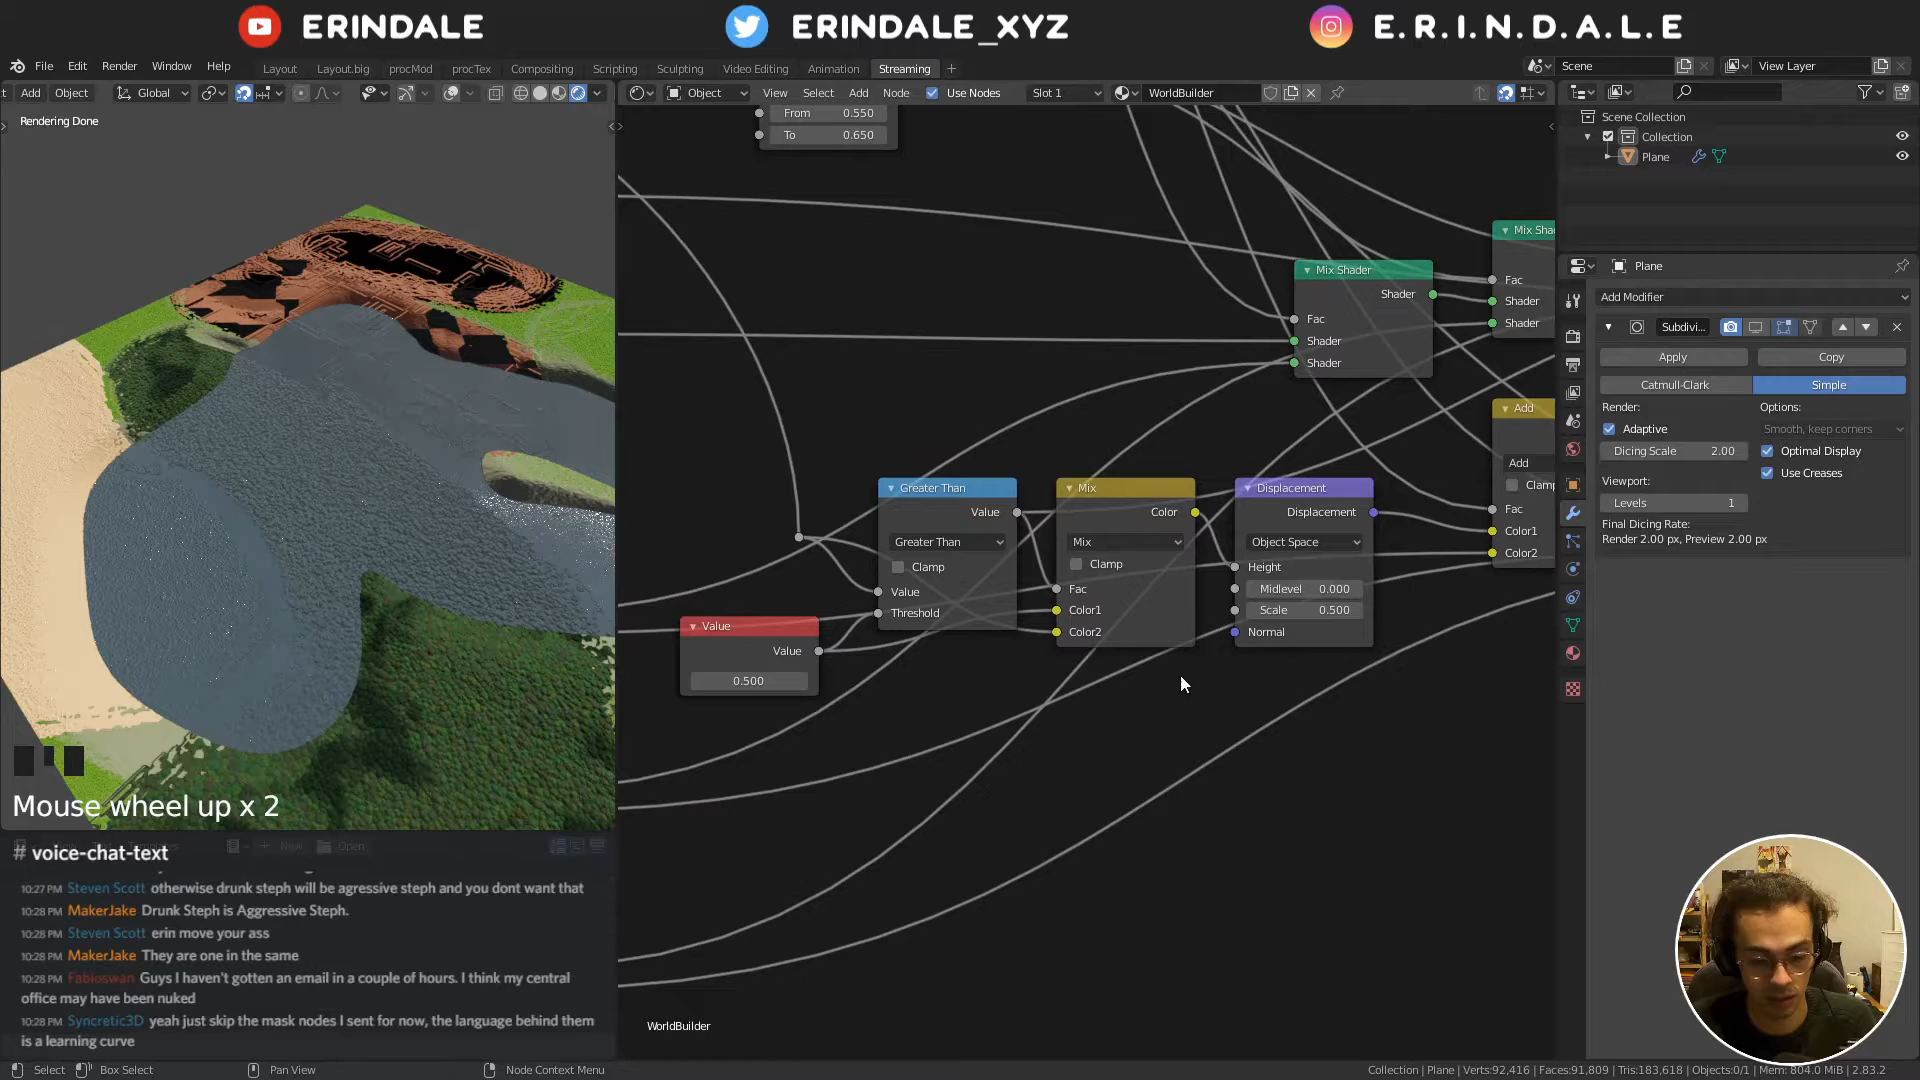 ERINDALE
ERINDALE_XYZ
E.R.I.N.D.A.L.E
File Edit Render Window Help
Layout Layout.big procMod procTex Compositing Scripting Sculpting Video Editing Animation Streaming +
Scene
View Layer
Add Object Global
Object View Select Add Node Use Nodes Slot 1 WorldBuilder
Rendering Done
From 0.550
To 0.650
Scene Collection
Collection
Plane
Mix Sha
Fac
Shader
Shader
Mix Shader
Shader
Fac
Shader
Shader
Add
Add
Clamp
Fac
Color1
Color2
Greater Than
Value
Greater Than
Clamp
Value
Threshold
Mix
Color
Mix
Clamp
Fac
Color1
Color2
Displacement
Displacement
Object Space
Height
Midlevel 0.000
Scale 0.500
Normal
Value
Value
0.500
WorldBuilder
Plane
Add Modifier
Subdivi...
Apply Copy
Catmull-Clark Simple
Render: Options:
Adaptive Smooth, keep corners
Dicing Scale 2.00 Optimal Display
Use Creases
Viewport:
Levels 1
Final Dicing Rate:
Render 2.00 px, Preview 2.00 px
Mouse wheel up x 2
New Open
# voice-chat-text
10:27 PM Steven Scott otherwise drunk steph will be agressive steph and you dont want that
10:28 PM MakerJake Drunk Steph is Aggressive Steph.
10:28 PM Steven Scott erin move your ass
10:28 PM MakerJake They are one in the same
10:28 PM Fabioswan Guys I haven't gotten an email in a couple of hours. I think my central
office may have been nuked
10:28 PM Syncretic3D yeah just skip the mask nodes I sent for now, the language behind them
is a learning curve
Select Box Select Pan View Node Context Menu
Collection | Plane | Verts:92,416 | Faces:91,809 | Tris:183,618 | Objects:0/1 | Mem: 804.0 MiB | 2.83.2